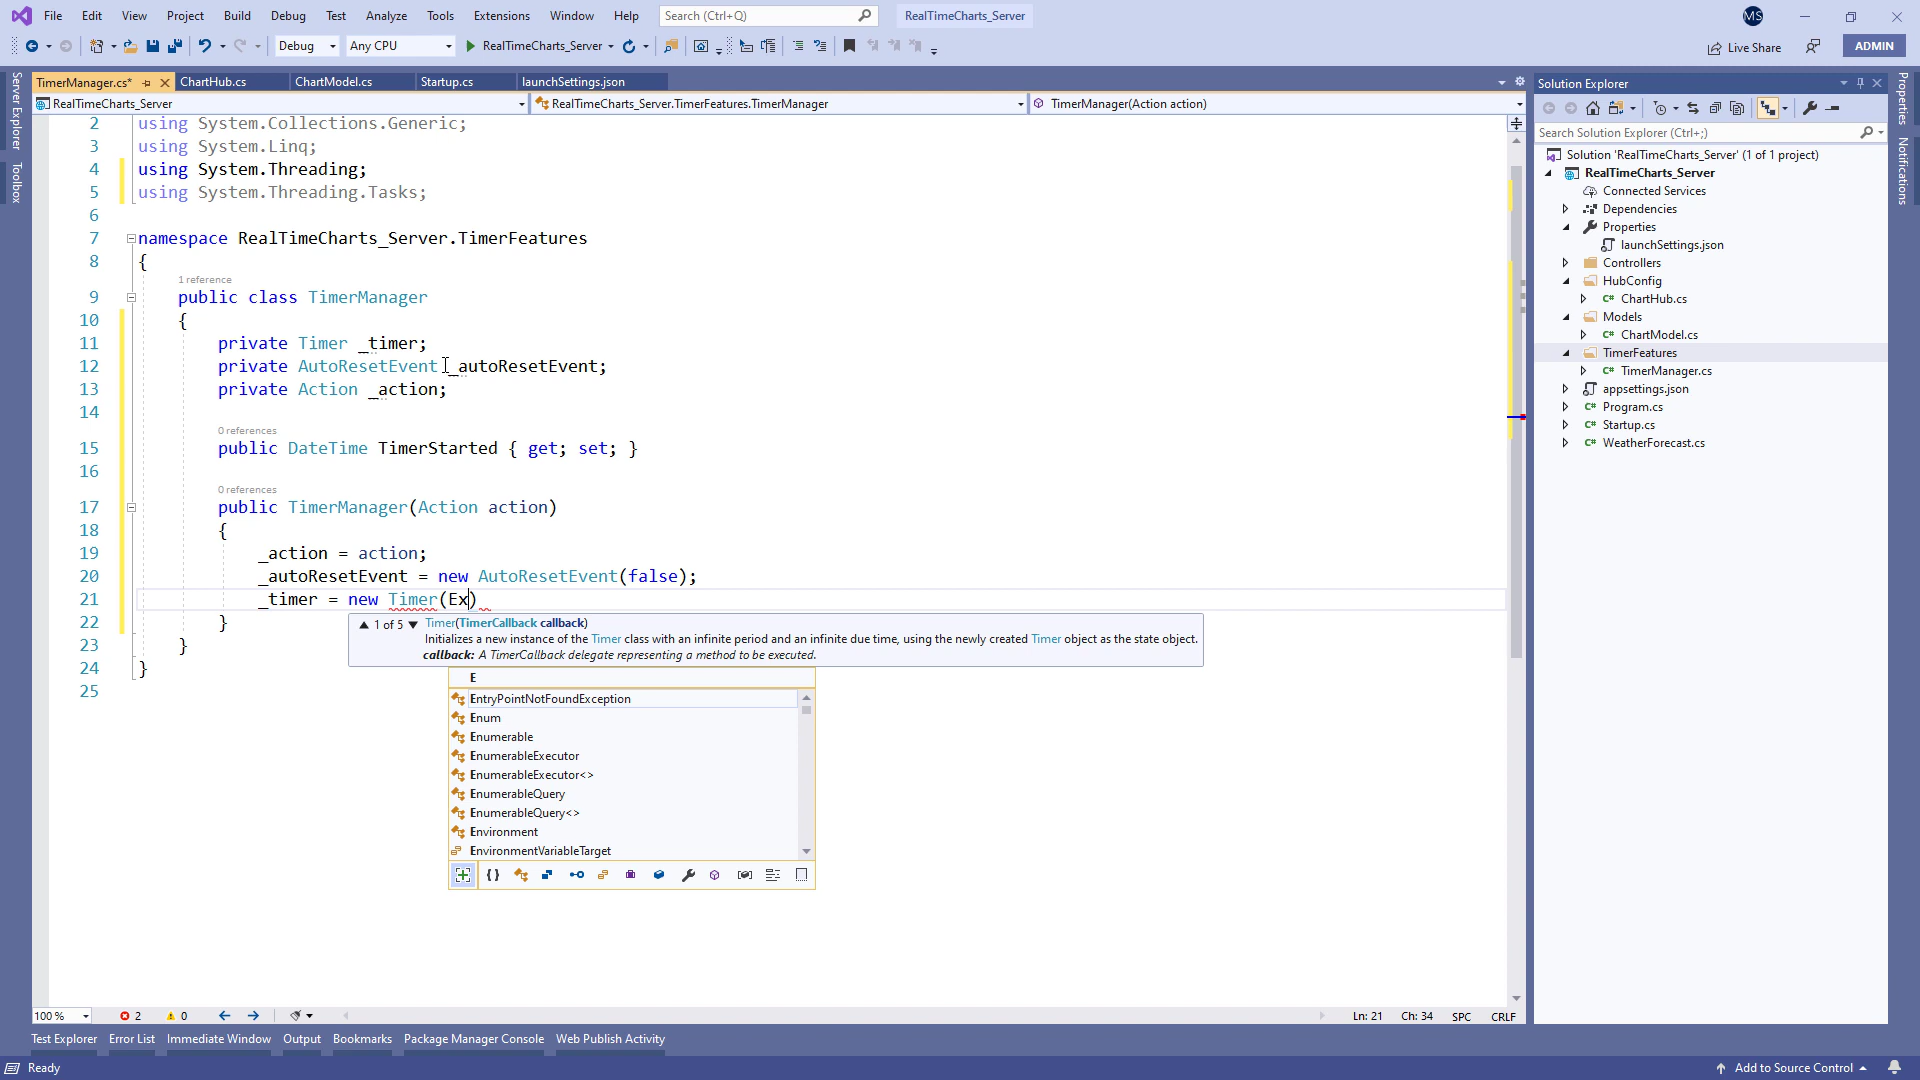 File Edit View Project Build Debug Test Analyze Tools Extensions Window Help Search (Ctrl+Q) RealTimeCharts_Server MS
Debug Any CPU RealTimeCharts_Server Live Share ADMIN
Server Explorer
Toolbox
TimerManager.cs* ChartHub.cs ChartModel.cs Startup.cs launchSettings.json
RealTimeCharts_Server RealTimeCharts_Server.TimerFeatures.TimerManager TimerManager(Action action)
2 using System.Collections.Generic;
3 using System.Linq;
4 using System.Threading;
5 using System.Threading.Tasks;
6
7 namespace RealTimeCharts_Server.TimerFeatures
8 {
1 reference
9 public class TimerManager
10 {
11 private Timer _timer;
12 private AutoResetEvent _autoResetEvent;
13 private Action _action;
14
0 references
15 public DateTime TimerStarted { get; set; }
16
0 references
17 public TimerManager(Action action)
18 {
19 _action = action;
20 _autoResetEvent = new AutoResetEvent(false);
21 _timer = new Timer(Ex)
22 }
23 }
24 }
25
1 of 5 Timer(TimerCallback callback)
Initializes a new instance of the Timer class with an infinite period and an infinite due time, using the newly created Timer object as the state object.
callback: A TimerCallback delegate representing a method to be executed.
E
EntryPointNotFoundException
Enum
Enumerable
EnumerableExecutor
EnumerableExecutor<>
EnumerableQuery
EnumerableQuery<>
Environment
EnvironmentVariableTarget
100 % 2 0 Ln: 21 Ch: 34 SPC CRLF
Test Explorer Error List Immediate Window Output Bookmarks Package Manager Console Web Publish Activity
Ready Add to Source Control
Solution Explorer
Search Solution Explorer (Ctrl+;)
Solution 'RealTimeCharts_Server' (1 of 1 project)
RealTimeCharts_Server
Connected Services
Dependencies
Properties
launchSettings.json
Controllers
HubConfig
C# ChartHub.cs
Models
C# ChartModel.cs
TimerFeatures
C# TimerManager.cs
appsettings.json
C# Program.cs
C# Startup.cs
C# WeatherForecast.cs
Properties
Notifications